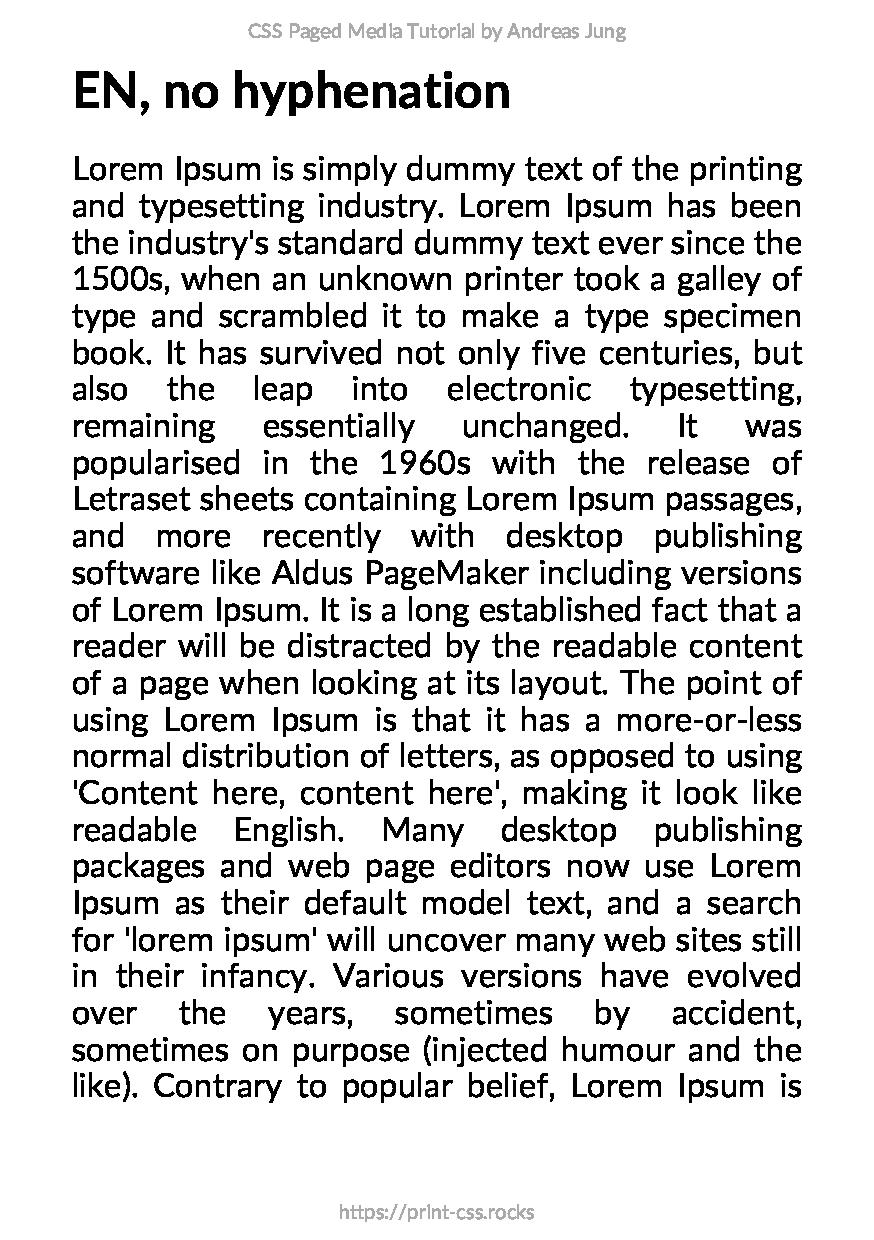 CSS Paged Media Tutorial by Andreas Jung
EN, no hyphenation
Lorem Ipsum is simply dummy text of the printing
and typesetting industry. Lorem Ipsum has been
the industry's standard dummy text ever since the
1500s, when an unknown printer took a galley of
type and scrambled it to make a type specimen
book. It has survived not only five centuries, but
also the leap into electronic typesetting,
remaining essentially unchanged. It was
popularised in the 1960s with the release of
Letraset sheets containing Lorem Ipsum passages,
and more recently with desktop publishing
software like Aldus PageMaker including versions
of Lorem Ipsum. It is a long established fact that a
reader will be distracted by the readable content
of a page when looking at its layout. The point of
using Lorem Ipsum is that it has a more-or-less
normal distribution of letters, as opposed to using
'Content here, content here', making it look like
readable English. Many desktop publishing
packages and web page editors now use Lorem
Ipsum as their default model text, and a search
for 'lorem ipsum' will uncover many web sites still
in their infancy. Various versions have evolved
over the years, sometimes by accident,
sometimes on purpose (injected humour and the
like). Contrary to popular belief, Lorem Ipsum is
https://print-css.rocks